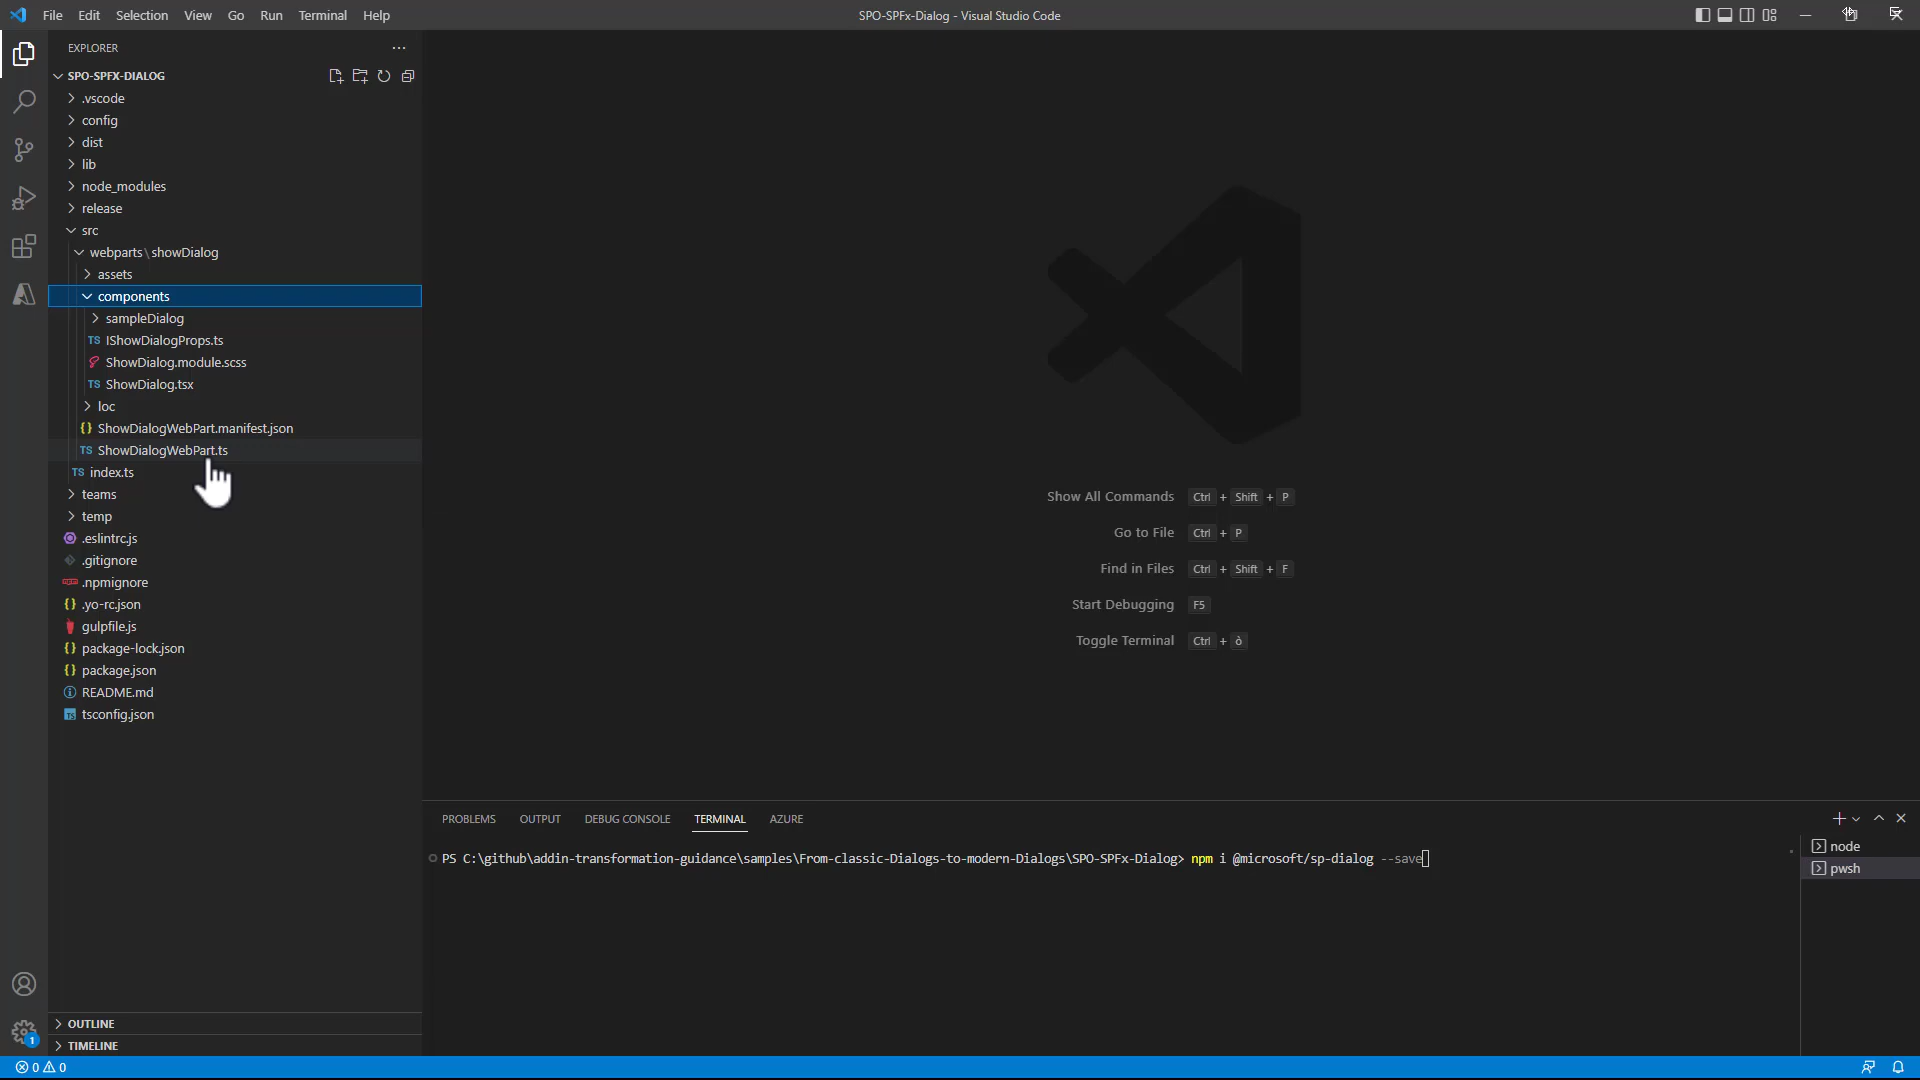 File Edit Selection View Go Run Terminal Help
SPO-SPFx-Dialog - Visual Studio Code
EXPLORER
SPO-SPFX-DIALOG
.vscode
config
dist
lib
node_modules
release
src
webparts\showDialog
assets
components
sampleDialog
TS IShowDialogProps.ts
ShowDialog.module.scss
TS ShowDialog.tsx
loc
{} ShowDialogWebPart.manifest.json
TS ShowDialogWebPart.ts
TS index.ts
teams
temp
.eslintrc.js
.gitignore
.npmignore
{} .yo-rc.json
gulpfile.js
{} package-lock.json
{} package.json
README.md
TS tsconfig.json
OUTLINE
TIMELINE
Show All Commands Ctrl + Shift + P
Go to File Ctrl + P
Find in Files Ctrl + Shift + F
Start Debugging F5
Toggle Terminal Ctrl + ò
PROBLEMS OUTPUT DEBUG CONSOLE TERMINAL AZURE
PS C:\github\addin-transformation-guidance\samples\From-classic-Dialogs-to-modern-Dialogs\SPO-SPFx-Dialog> npm i @microsoft/sp-dialog --save
node
pwsh
1
0 0